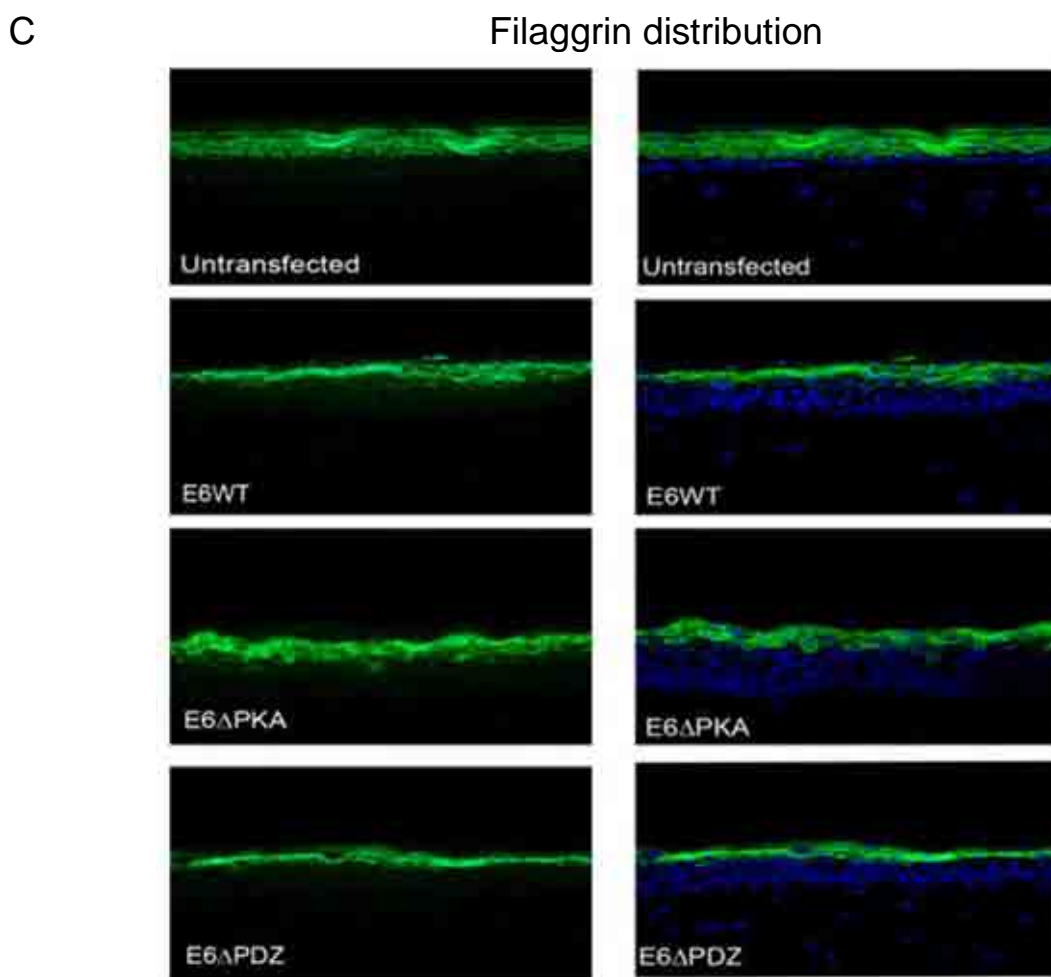 C
Filaggrin distribution
Untransfected
Untransfected
E6WT
E6WT
E6ΔPKA
E6ΔPKA
E6ΔPDZ
E6ΔPDZ